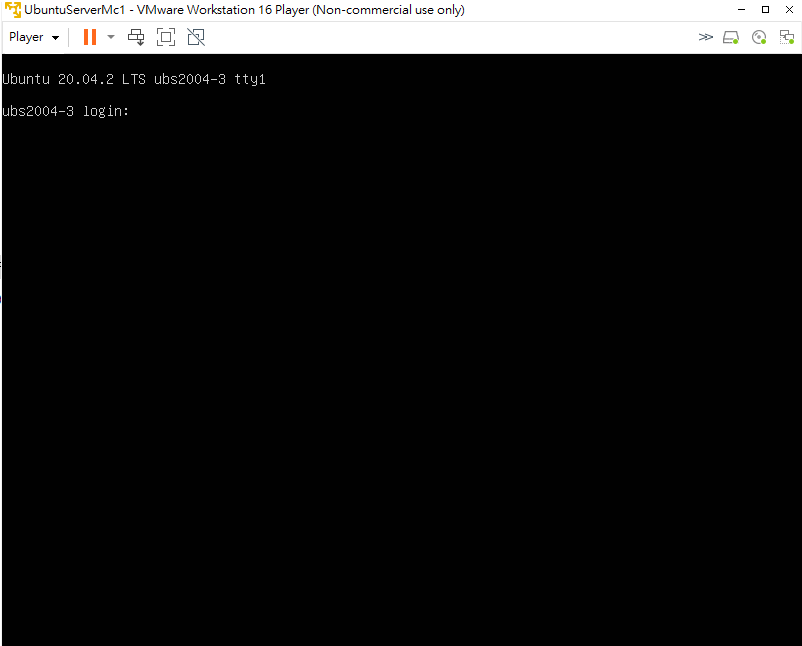 UbuntuServerMc1 - VMware Workstation 16 Player (Non-commercial use only)
Player
Ubuntu 20.04.2 LTS ubs2004-3 tty1
ubs2004-3 login: